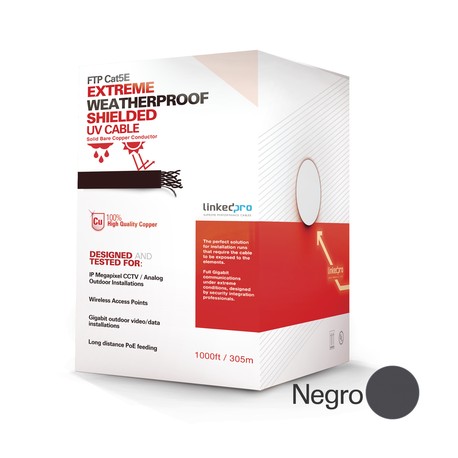 FTP Cat5E
EXTREME
WEATHERPROOF
SHIELDED
UV CABLE
Solid Bare Copper Conductor
Cu
100%
High Quality Copper
DESIGNED AND
TESTED FOR:
IP Megapixel CCTV / Analog
Outdoor Installations
Wireless Access Points
Gigabit outdoor video/data
installations
Long distance PoE feeding
linkedpro
The perfect solution
for installation runs
that require the cable
to be exposed to the
elements.
Full Gigabit
communications
under extreme
conditions, designed
by security integration
professionals.
1000ft / 305m
linkedpro
Negro